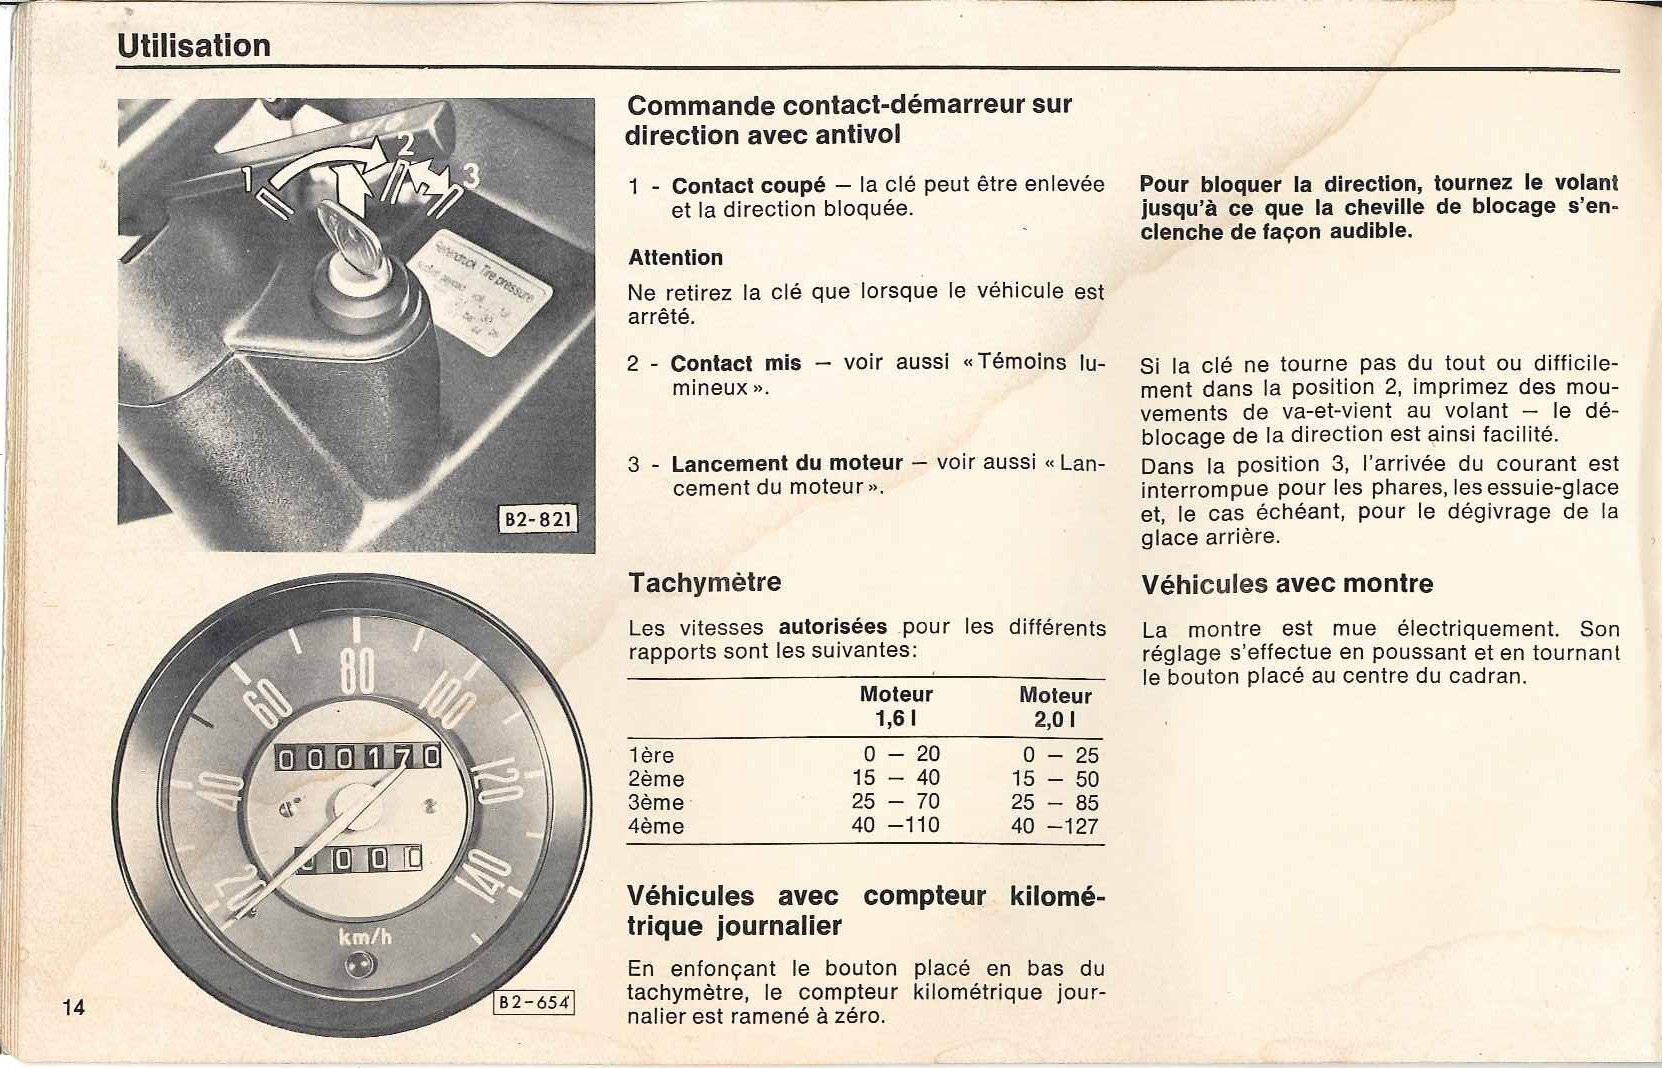 Utilisation
1
2
3
Reifendruck Tire pressure
B2-821
Commande contact-démarreur sur
direction avec antivol
1 - Contact coupé — la clé peut être enlevée
et la direction bloquée.
Attention
Ne retirez la clé que lorsque le véhicule est
arrêté.
2 - Contact mis — voir aussi «Témoins lu-
mineux».
3 - Lancement du moteur — voir aussi «Lan-
cement du moteur».
Pour bloquer la direction, tournez le volant
jusqu'à ce que la cheville de blocage s'en-
clenche de façon audible.
Si la clé ne tourne pas du tout ou difficile-
ment dans la position 2, imprimez des mou-
vements de va-et-vient au volant — le dé-
blocage de la direction est ainsi facilité.
Dans la position 3, l'arrivée du courant est
interrompue pour les phares, les essuie-glace
et, le cas échéant, pour le dégivrage de la
glace arrière.
20
40
60
80
100
120
140
000170
000
km/h
B2-654
Tachymètre
Les vitesses autorisées pour les différents
rapports sont les suivantes:
Moteur Moteur
1,6 l 2,0 l
1ère 0 — 20 0 — 25
2ème 15 — 40 15 — 50
3ème 25 — 70 25 — 85
4ème 40 —110 40 —127
Véhicules avec compteur kilomé-
trique journalier
En enfonçant le bouton placé en bas du
tachymètre, le compteur kilométrique jour-
nalier est ramené à zéro.
Véhicules avec montre
La montre est mue électriquement. Son
réglage s'effectue en poussant et en tournant
le bouton placé au centre du cadran.
14